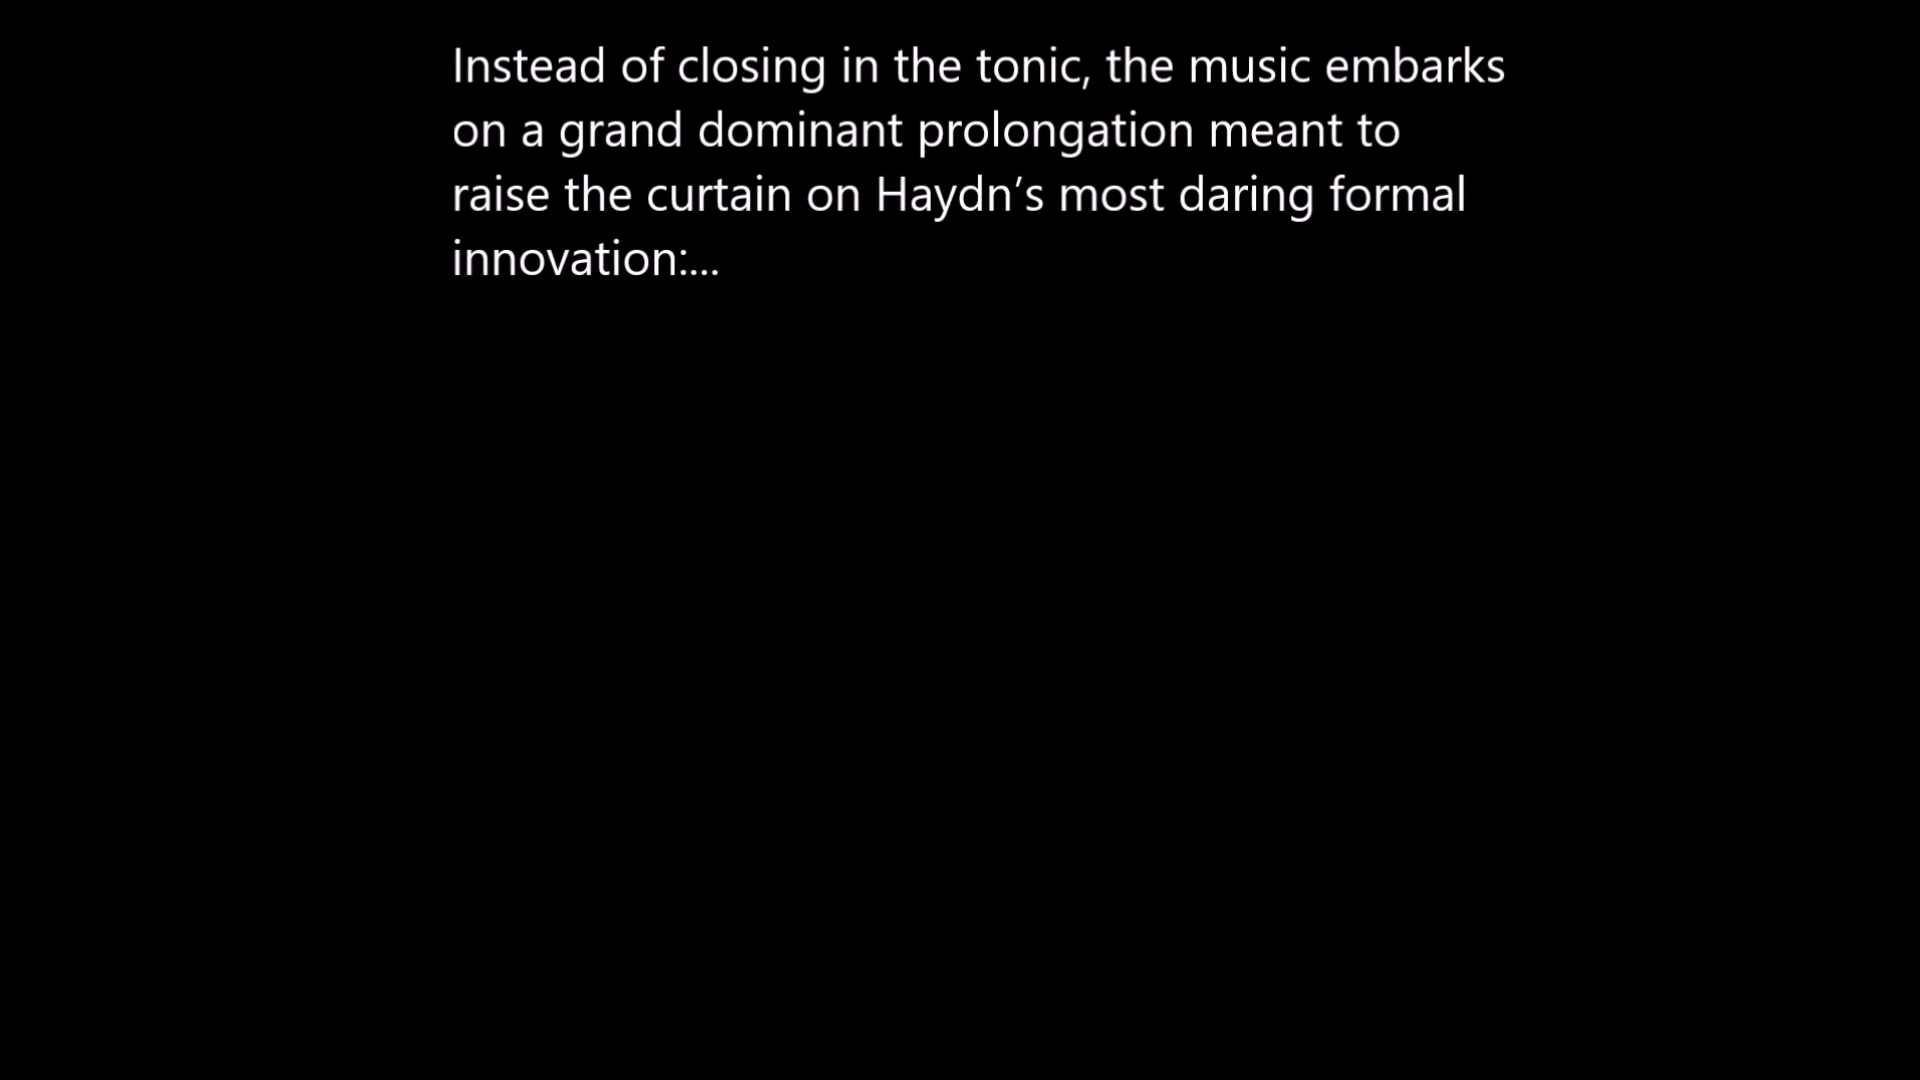 Instead of closing in the tonic, the music embarks
on a grand dominant prolongation meant to
raise the curtain on Haydn’s most daring formal
innovation:...